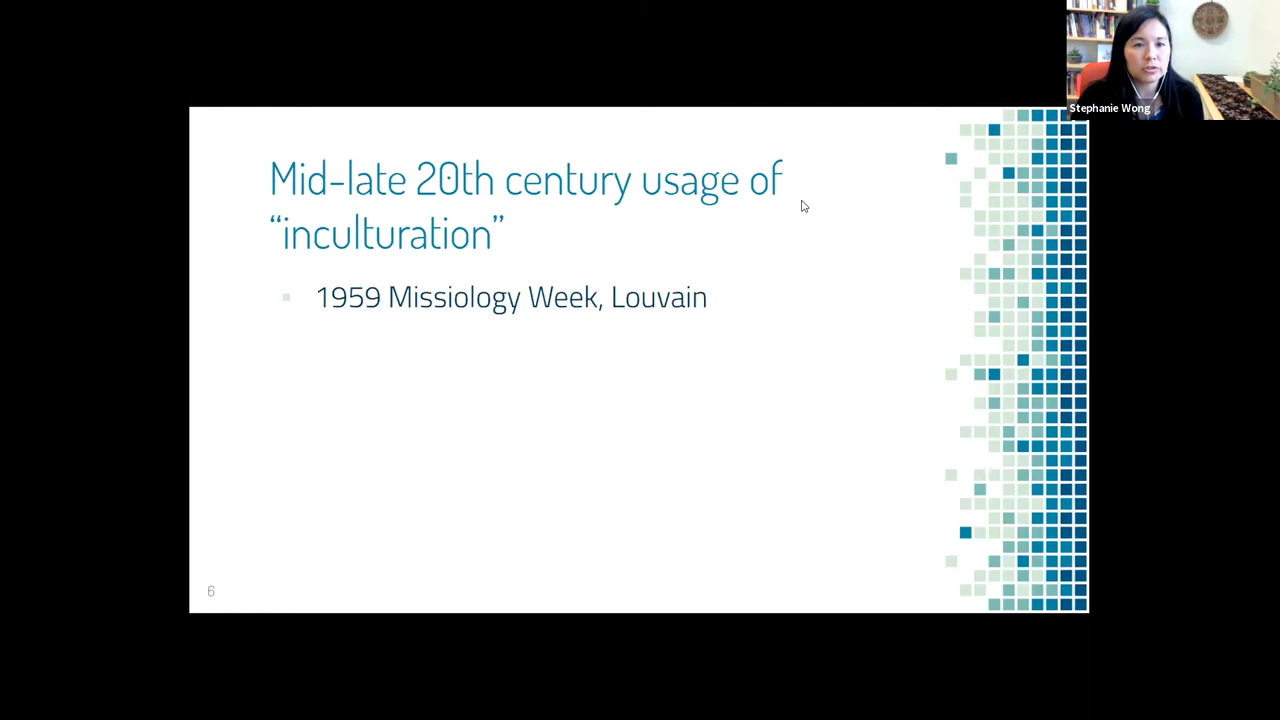 Stephanie Wong
Mid-late 20th century usage of
“inculturation”
1959 Missiology Week, Louvain
6